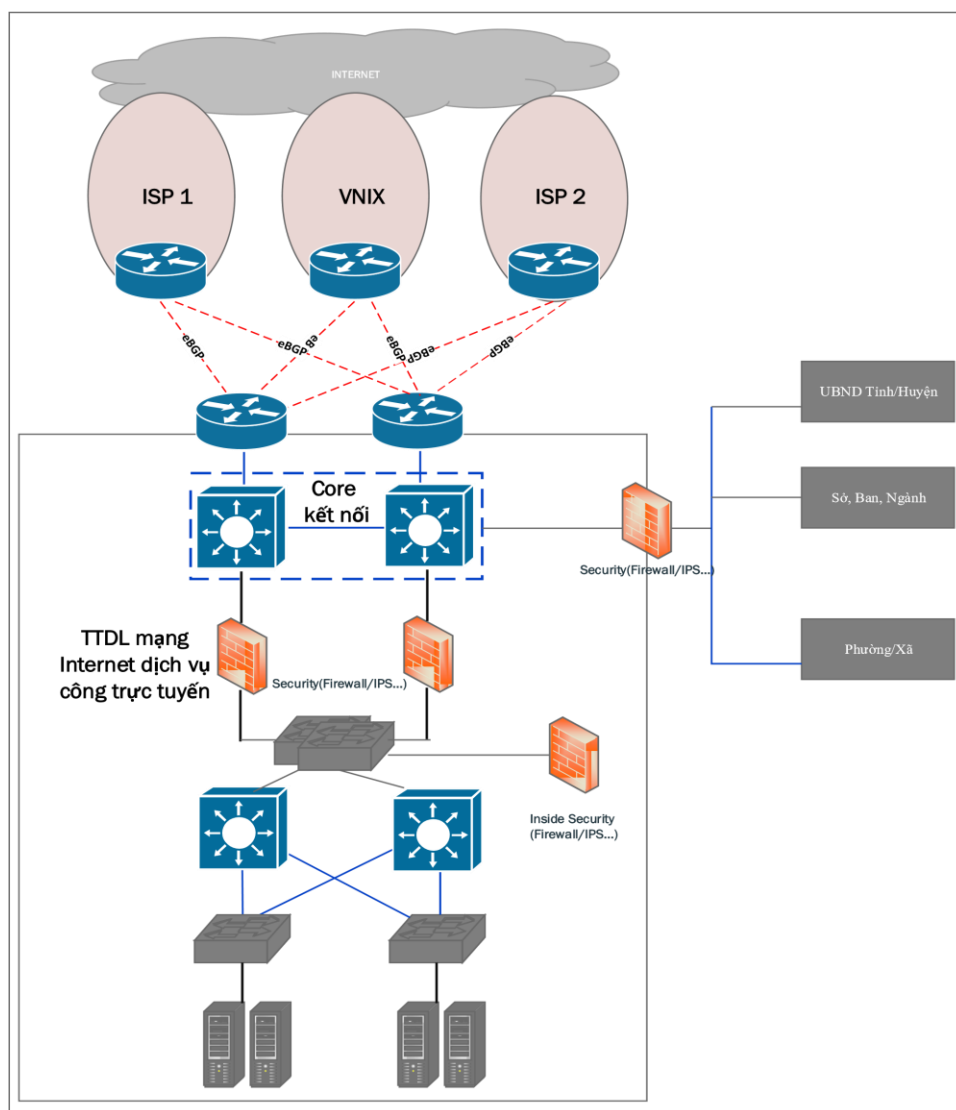 INTERNET
ISP 1
VNIX
ISP 2
eBGP
eB
eBGP
eBGP
eBGP
eBGP
UBND Tỉnh/Huyện
Core
kết nối
Sở, Ban, Ngành
Security(Firewall/IPS...)
TTDL mạng
Internet dịch vụ
công trực tuyến
Phường/Xã
Security(Firewall/IPS...)
Inside Security
(Firewall/IPS...)